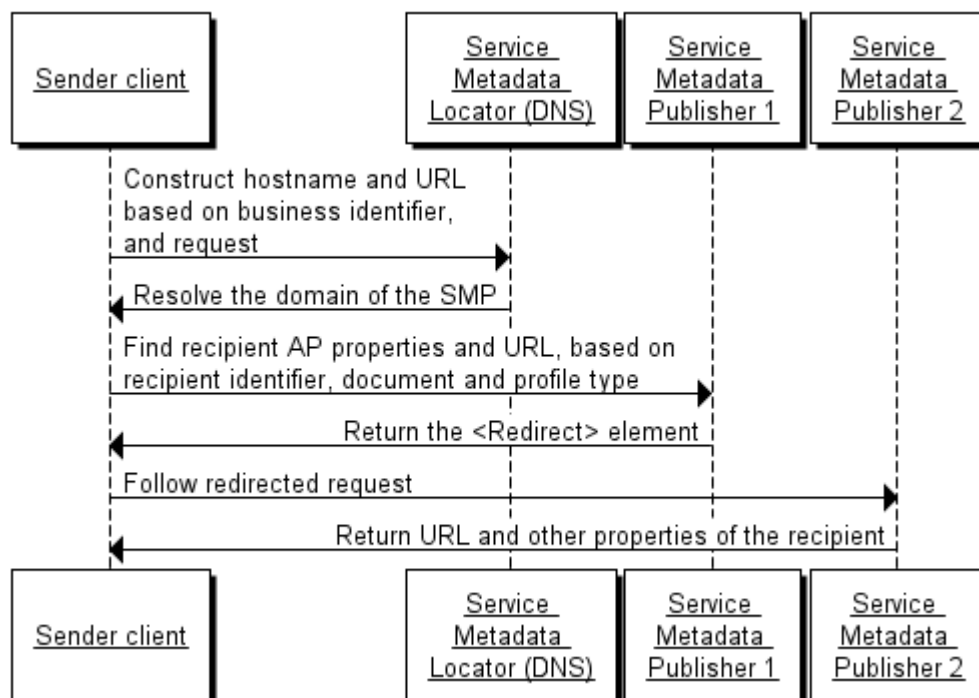 Sender client
Service
Metadata
Locator (DNS)
Service
Metadata
Publisher 1
Service
Metadata
Publisher 2
Construct hostname and URL
based on business identifier,
and request
Resolve the domain of the SMP
Find recipient AP properties and URL, based on
recipient identifier, document and profile type
Return the <Redirect> element
Follow redirected request
Return URL and other properties of the recipient
Sender client
Service
Metadata
Locator (DNS)
Service
Metadata
Publisher 1
Service
Metadata
Publisher 2